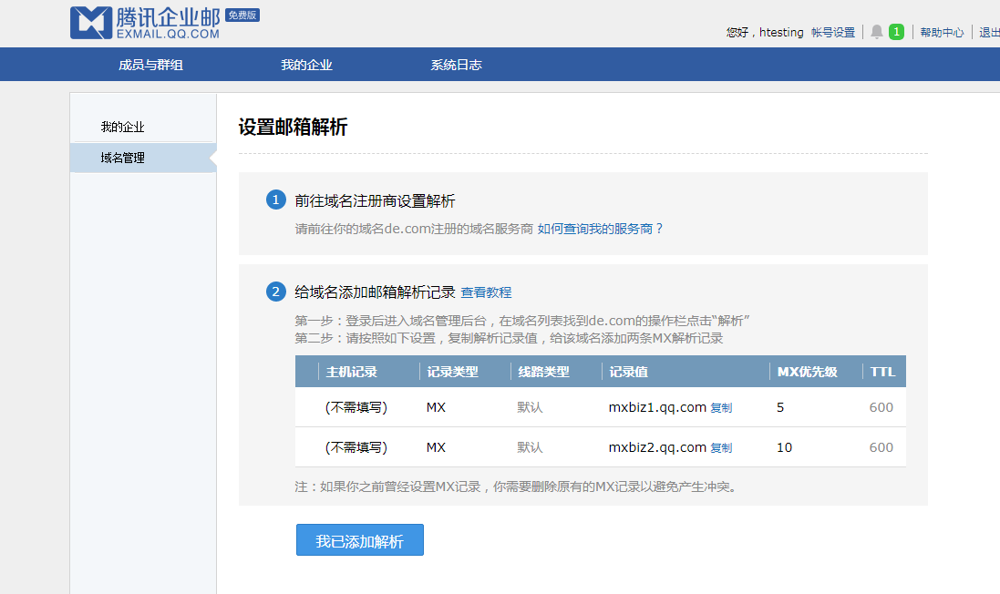 腾讯企业邮 免费版
EXMAIL.QQ.COM
您好，htesting 帐号设置 1 帮助中心 退出
成员与群组 我的企业 系统日志
我的企业
域名管理
设置邮箱解析
1 前往域名注册商设置解析
请前往你的域名de.com注册的域名服务商 如何查询我的服务商？
2 给域名添加邮箱解析记录 查看教程
第一步：登录后进入域名管理后台，在域名列表找到de.com的操作栏点击“解析”
第二步：请按照如下设置，复制解析记录值，给该域名添加两条MX解析记录
主机记录 记录类型 线路类型 记录值 MX优先级 TTL
(不需填写) MX 默认 mxbiz1.qq.com 复制 5 600
(不需填写) MX 默认 mxbiz2.qq.com 复制 10 600
注：如果你之前曾经设置MX记录，你需要删除原有的MX记录以避免产生冲突。
我已添加解析